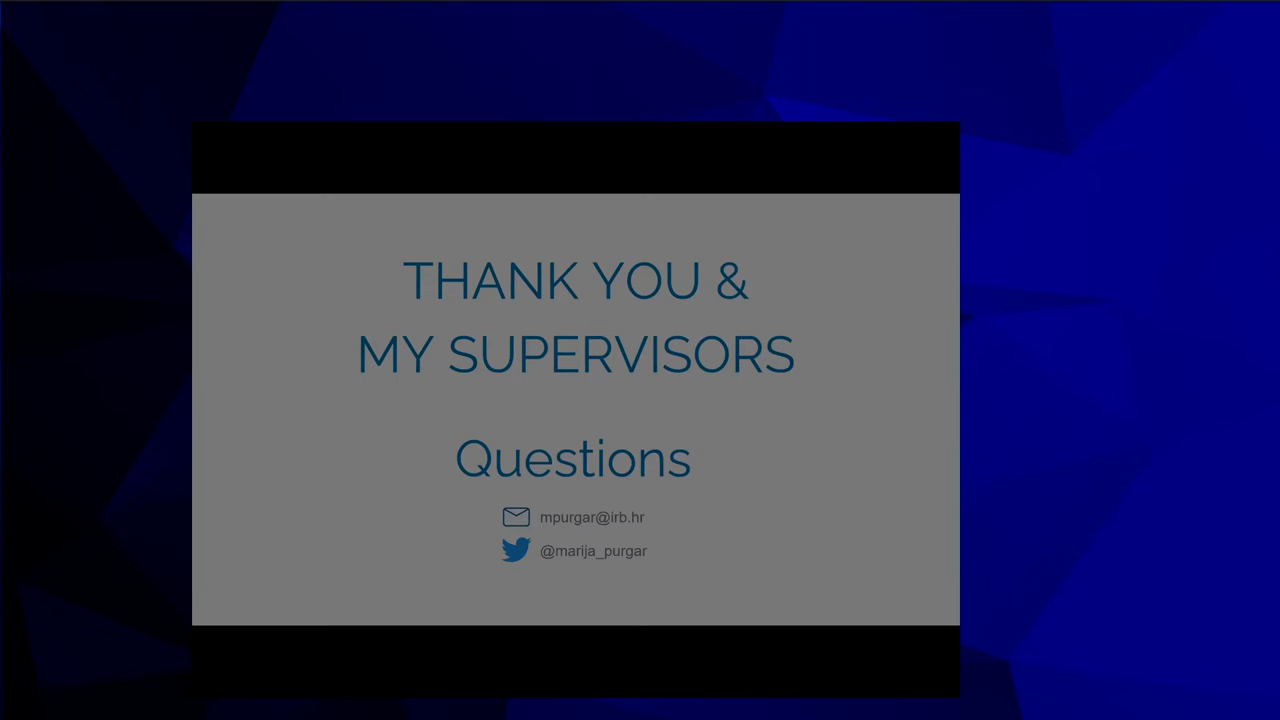 THANK YOU &
MY SUPERVISORS
Questions
mpurgar@irb.hr
@marija_purgar